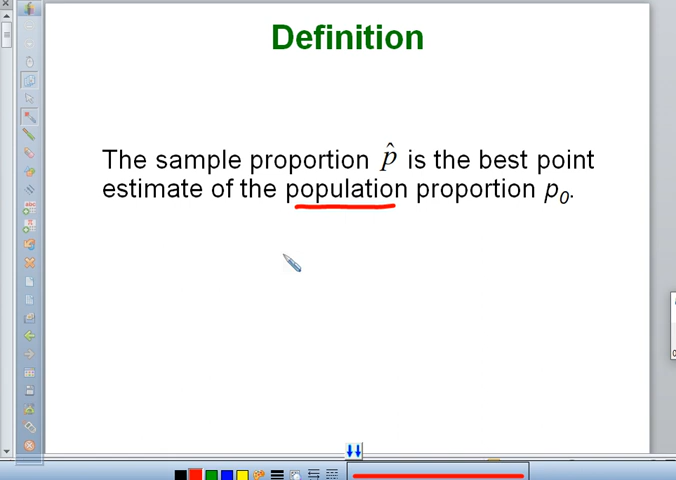 Definition
The sample proportion p̂ is the best point
estimate of the population proportion p₀.